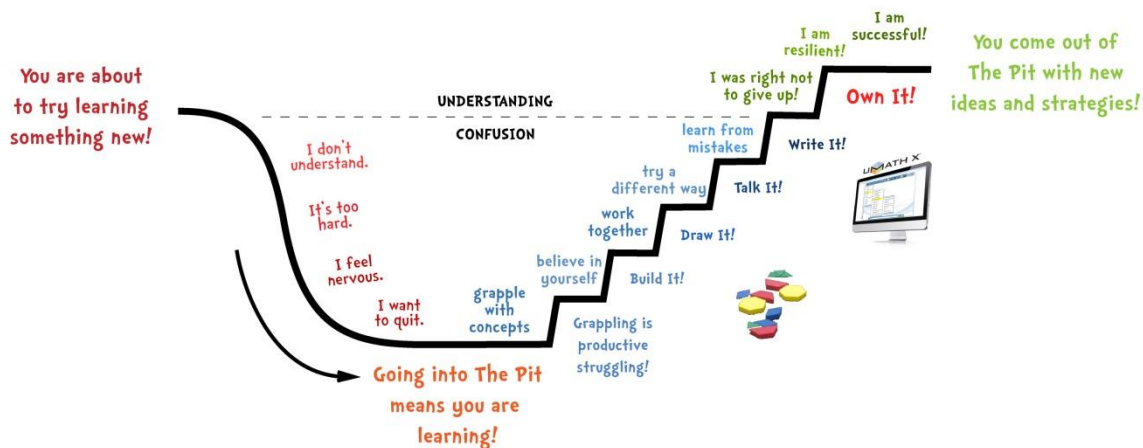 You are about
to try learning
something new!
UNDERSTANDING
CONFUSION
I don't
understand.
It's too
hard.
I feel
nervous.
I want
to quit.
Going into The Pit
means you are
learning!
grapple
with
concepts
Grappling is
productive
struggling!
believe in
yourself
Build It!
work
together
Draw It!
try a
different way
Talk It!
learn from
mistakes
Write It!
UMATH X
I was right not
to give up!
Own It!
I am
resilient!
I am
successful!
You come out of
The Pit with new
ideas and strategies!